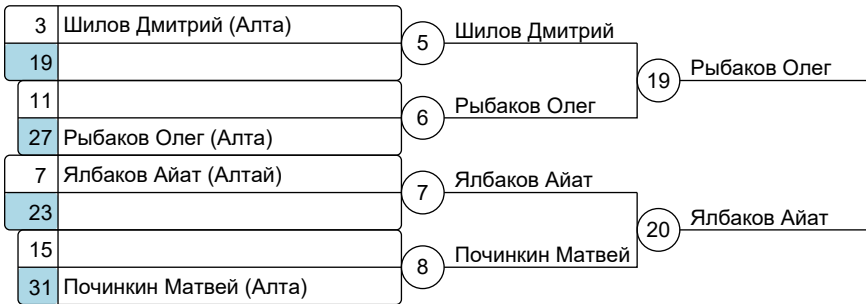 3 Шилов Дмитрий (Алта)
19
11
27 Рыбаков Олег (Алта)
7 Ялбаков Айат (Алтай)
23
15
31 Починкин Матвей (Алта)
5 Шилов Дмитрий
6 Рыбаков Олег
7 Ялбаков Айат
8 Починкин Матвей
19 Рыбаков Олег
20 Ялбаков Айат